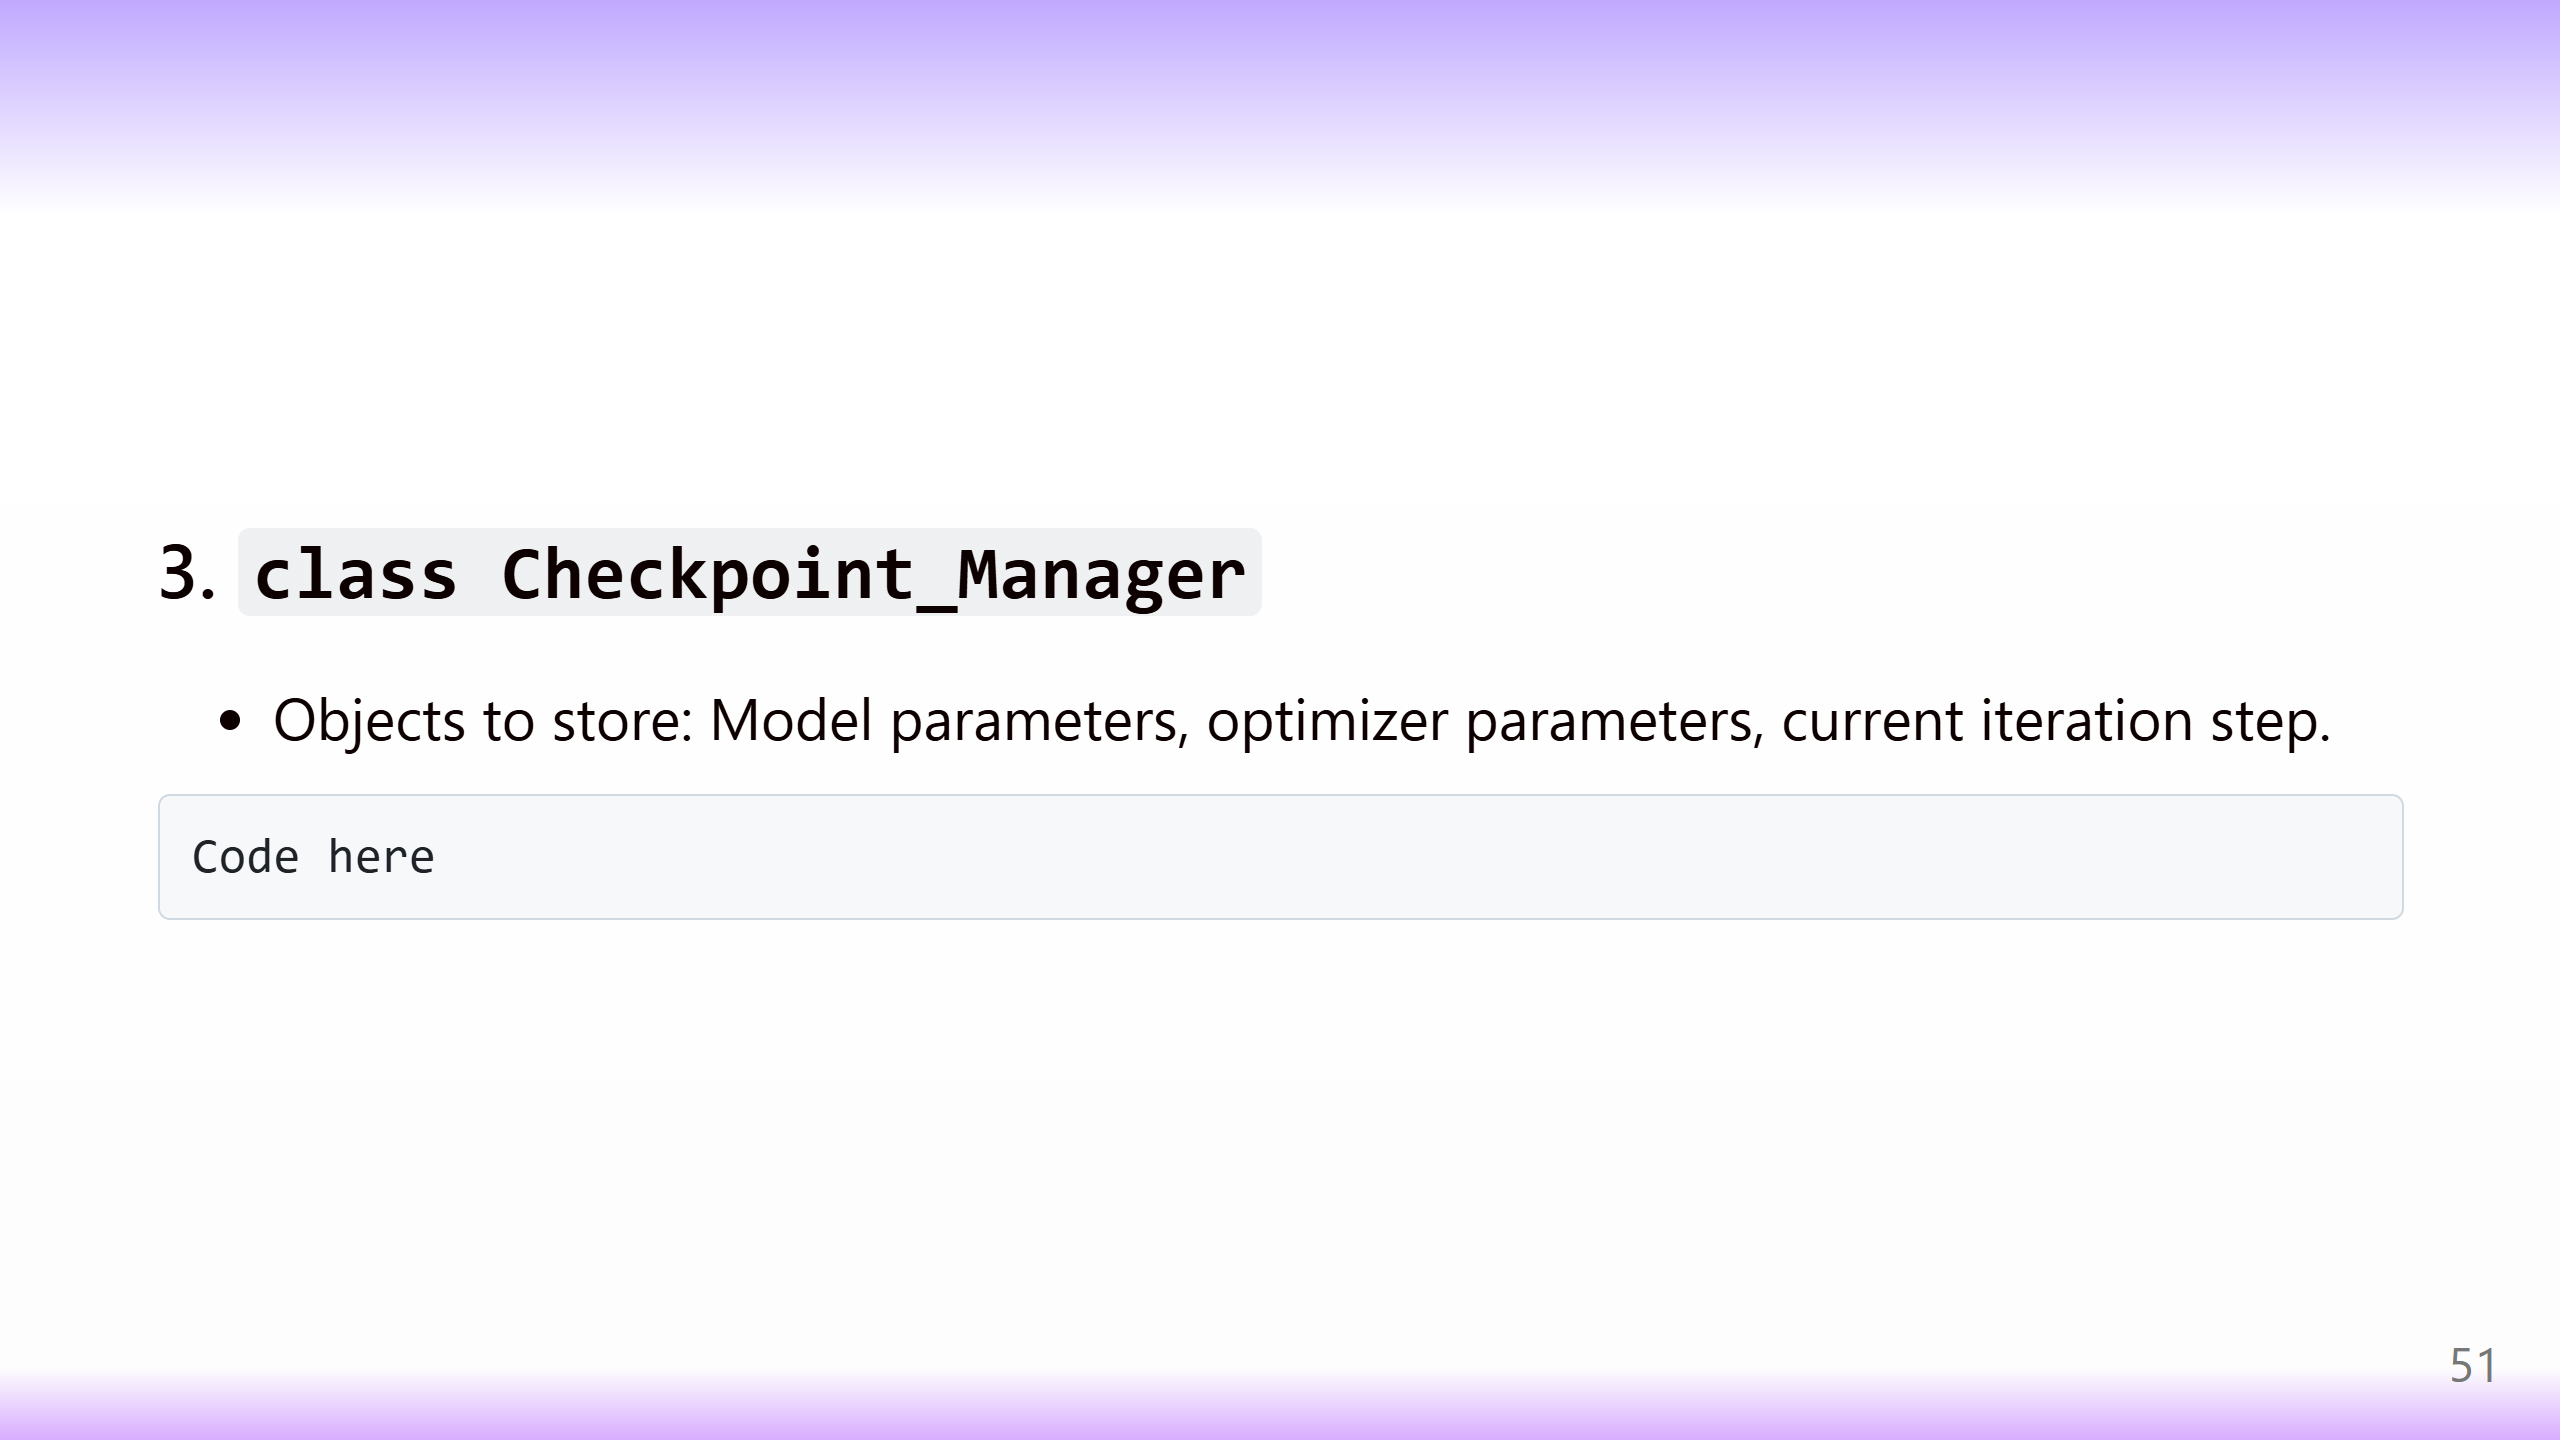 3. class Checkpoint_Manager
• Objects to store: Model parameters, optimizer parameters, current iteration step.
Code here
51